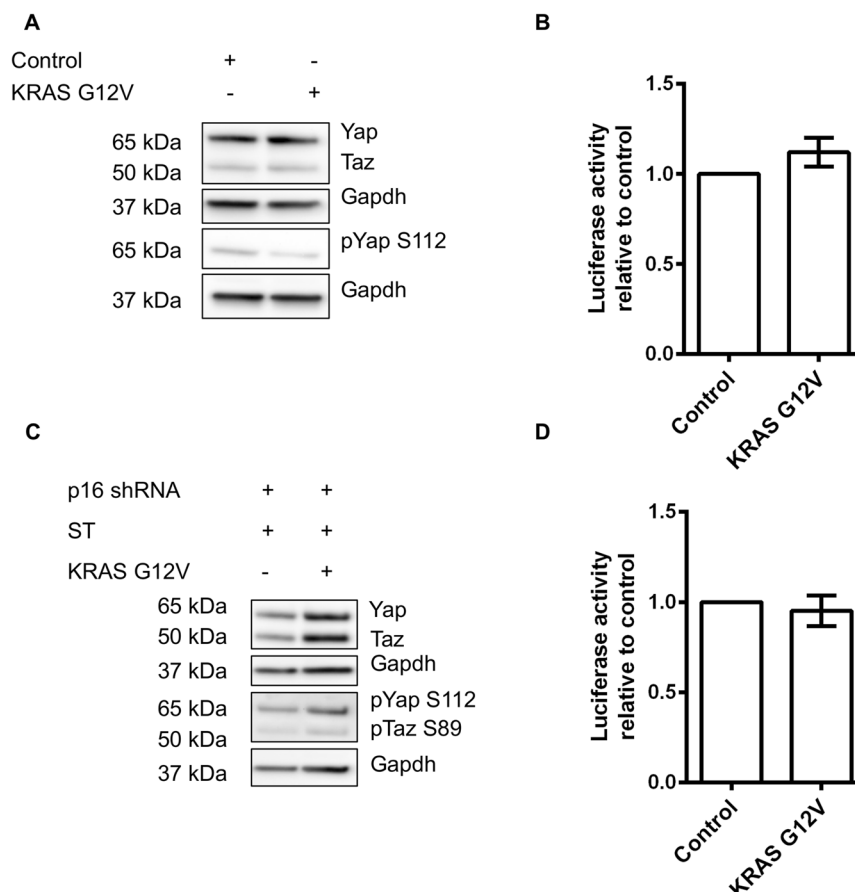 A
Control + -
KRAS G12V - +
65 kDa Yap
50 kDa Taz
37 kDa Gapdh
65 kDa pYap S112
37 kDa Gapdh
B
Luciferase activity
relative to control
1.5
1.0
0.5
0.0
Control
KRAS G12V
C
p16 shRNA + +
ST + +
KRAS G12V - +
65 kDa Yap
50 kDa Taz
37 kDa Gapdh
65 kDa pYap S112
50 kDa pTaz S89
37 kDa Gapdh
D
Luciferase activity
relative to control
1.5
1.0
0.5
0.0
Control
KRAS G12V